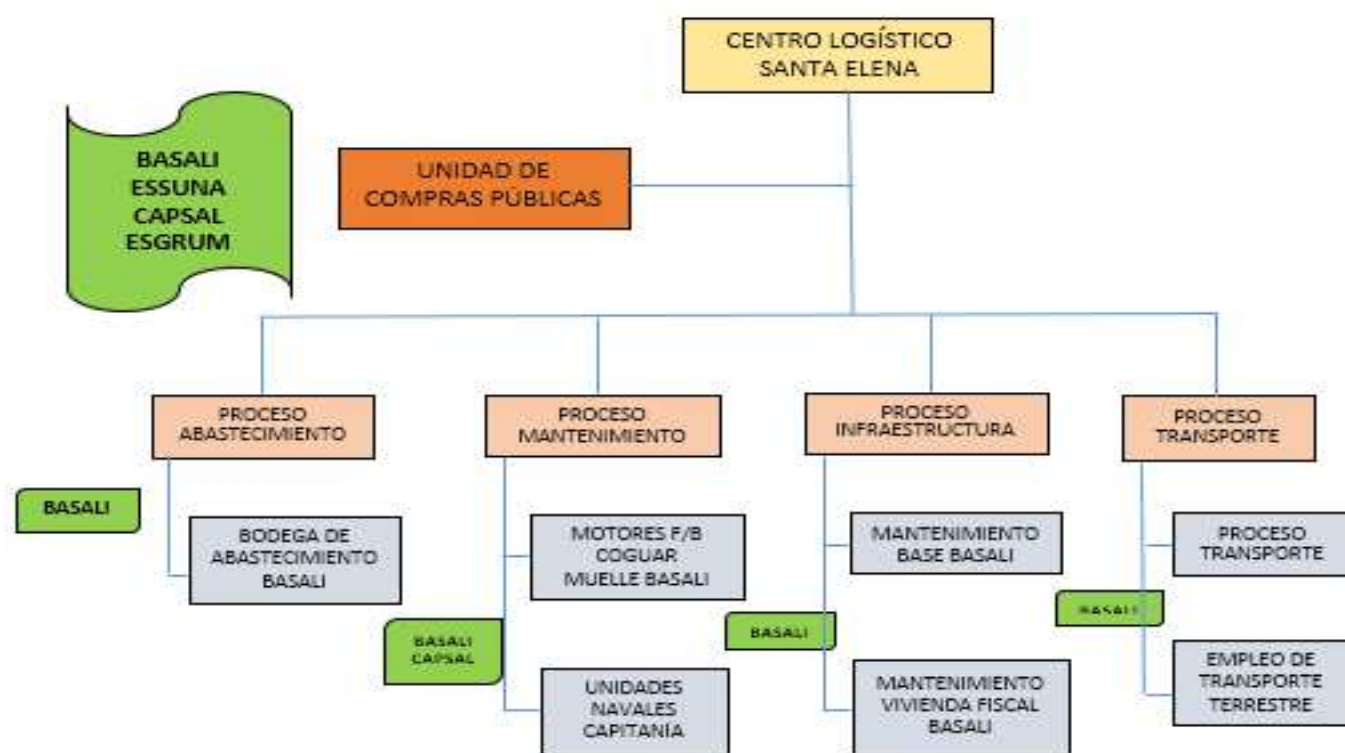 CENTRO LOGÍSTICO
SANTA ELENA
BASALI
ESSUNA
CAPSAL
ESGRUM
UNIDAD DE
COMPRAS PÚBLICAS
PROCESO
ABASTECIMIENTO
PROCESO
MANTENIMIENTO
PROCESO
INFRAESTRUCTURA
PROCESO
TRANSPORTE
BASALI
BODEGA DE
ABASTECIMIENTO
BASALI
MOTORES F/B
COGUAR
MUELLE BASALI
MANTENIMIENTO
BASE BASALI
PROCESO
TRANSPORTE
BASALI
CAPSAL
BASALI
BASALI
UNIDADES
NAVALES
CAPITANÍA
MANTENIMIENTO
VIVIENDA FISCAL
BASALI
EMPLEO DE
TRANSPORTE
TERRESTRE